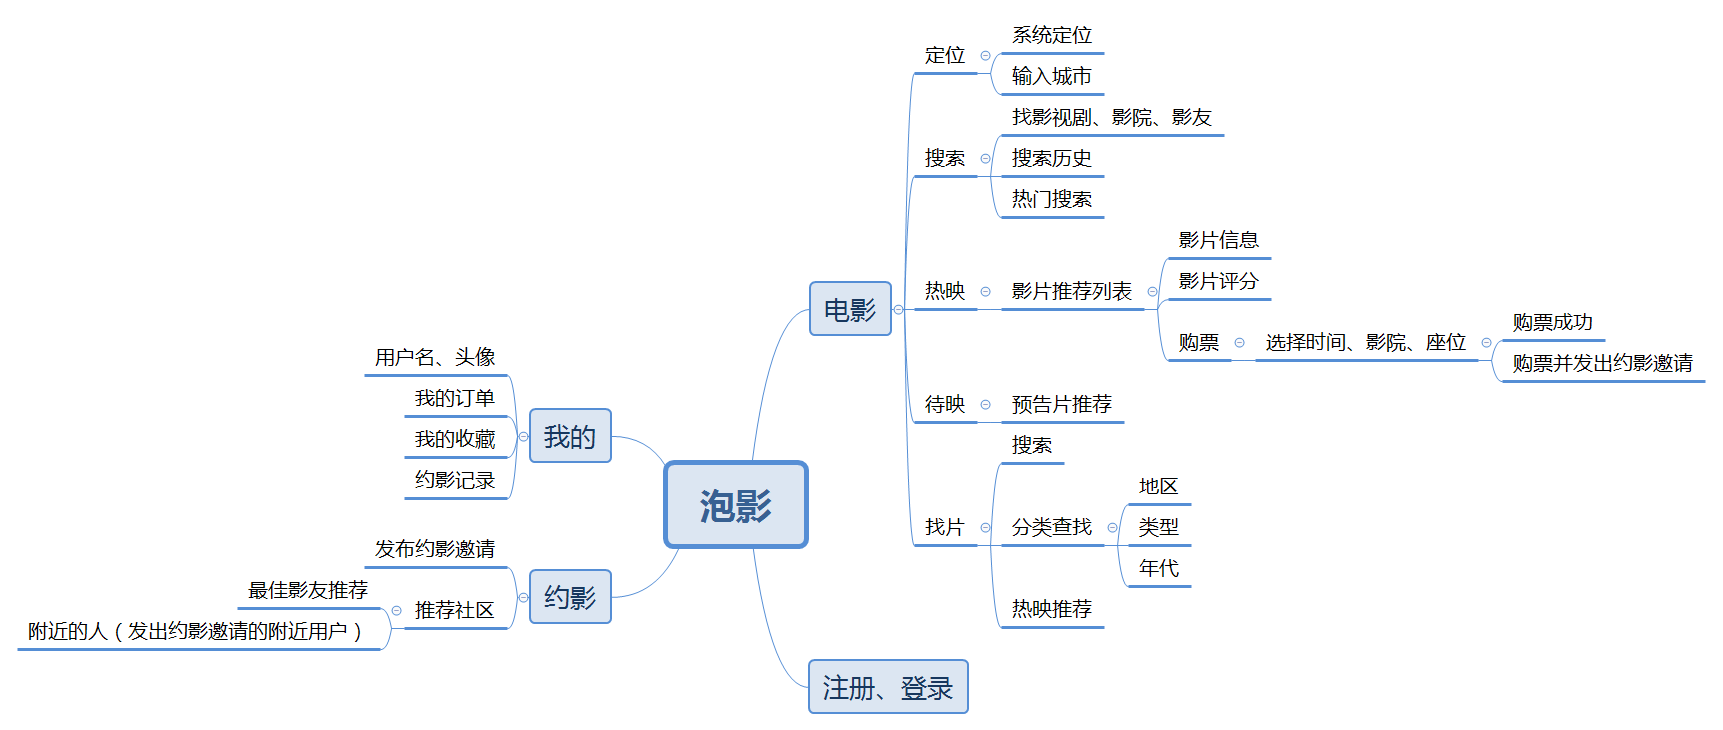 泡影
电影
定位
系统定位
输入城市
搜索
找影视剧、影院、影友
搜索历史
热门搜索
热映
影片推荐列表
影片信息
影片评分
购票
选择时间、影院、座位
购票成功
购票并发出约影邀请
待映
预告片推荐
找片
搜索
分类查找
地区
类型
年代
热映推荐
注册、登录
我的
用户名、头像
我的订单
我的收藏
约影记录
约影
发布约影邀请
推荐社区
最佳影友推荐
附近的人（发出约影邀请的附近用户）